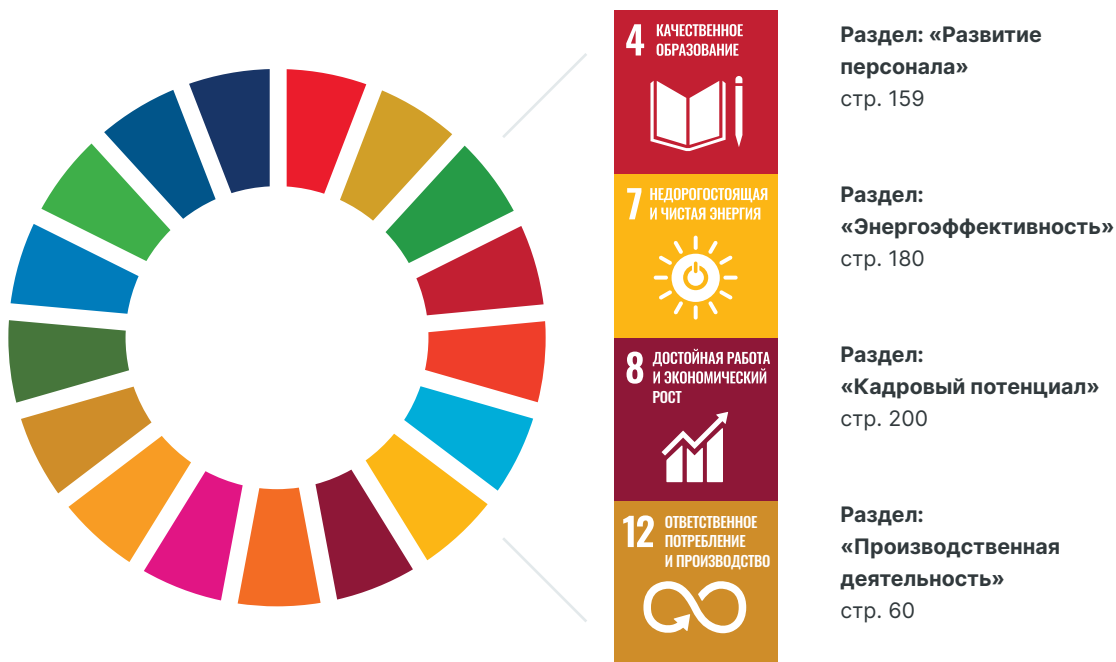 4 КАЧЕСТВЕННОЕ
ОБРАЗОВАНИЕ
Раздел: «Развитие
персонала»
стр. 159
7 НЕДОРОГОСТОЯЩАЯ
И ЧИСТАЯ ЭНЕРГИЯ
Раздел:
«Энергоэффективность»
стр. 180
8 ДОСТОЙНАЯ РАБОТА
И ЭКОНОМИЧЕСКИЙ
РОСТ
Раздел:
«Кадровый потенциал»
стр. 200
12 ОТВЕТСТВЕННОЕ
ПОТРЕБЛЕНИЕ
И ПРОИЗВОДСТВО
Раздел:
«Производственная
деятельность»
стр. 60